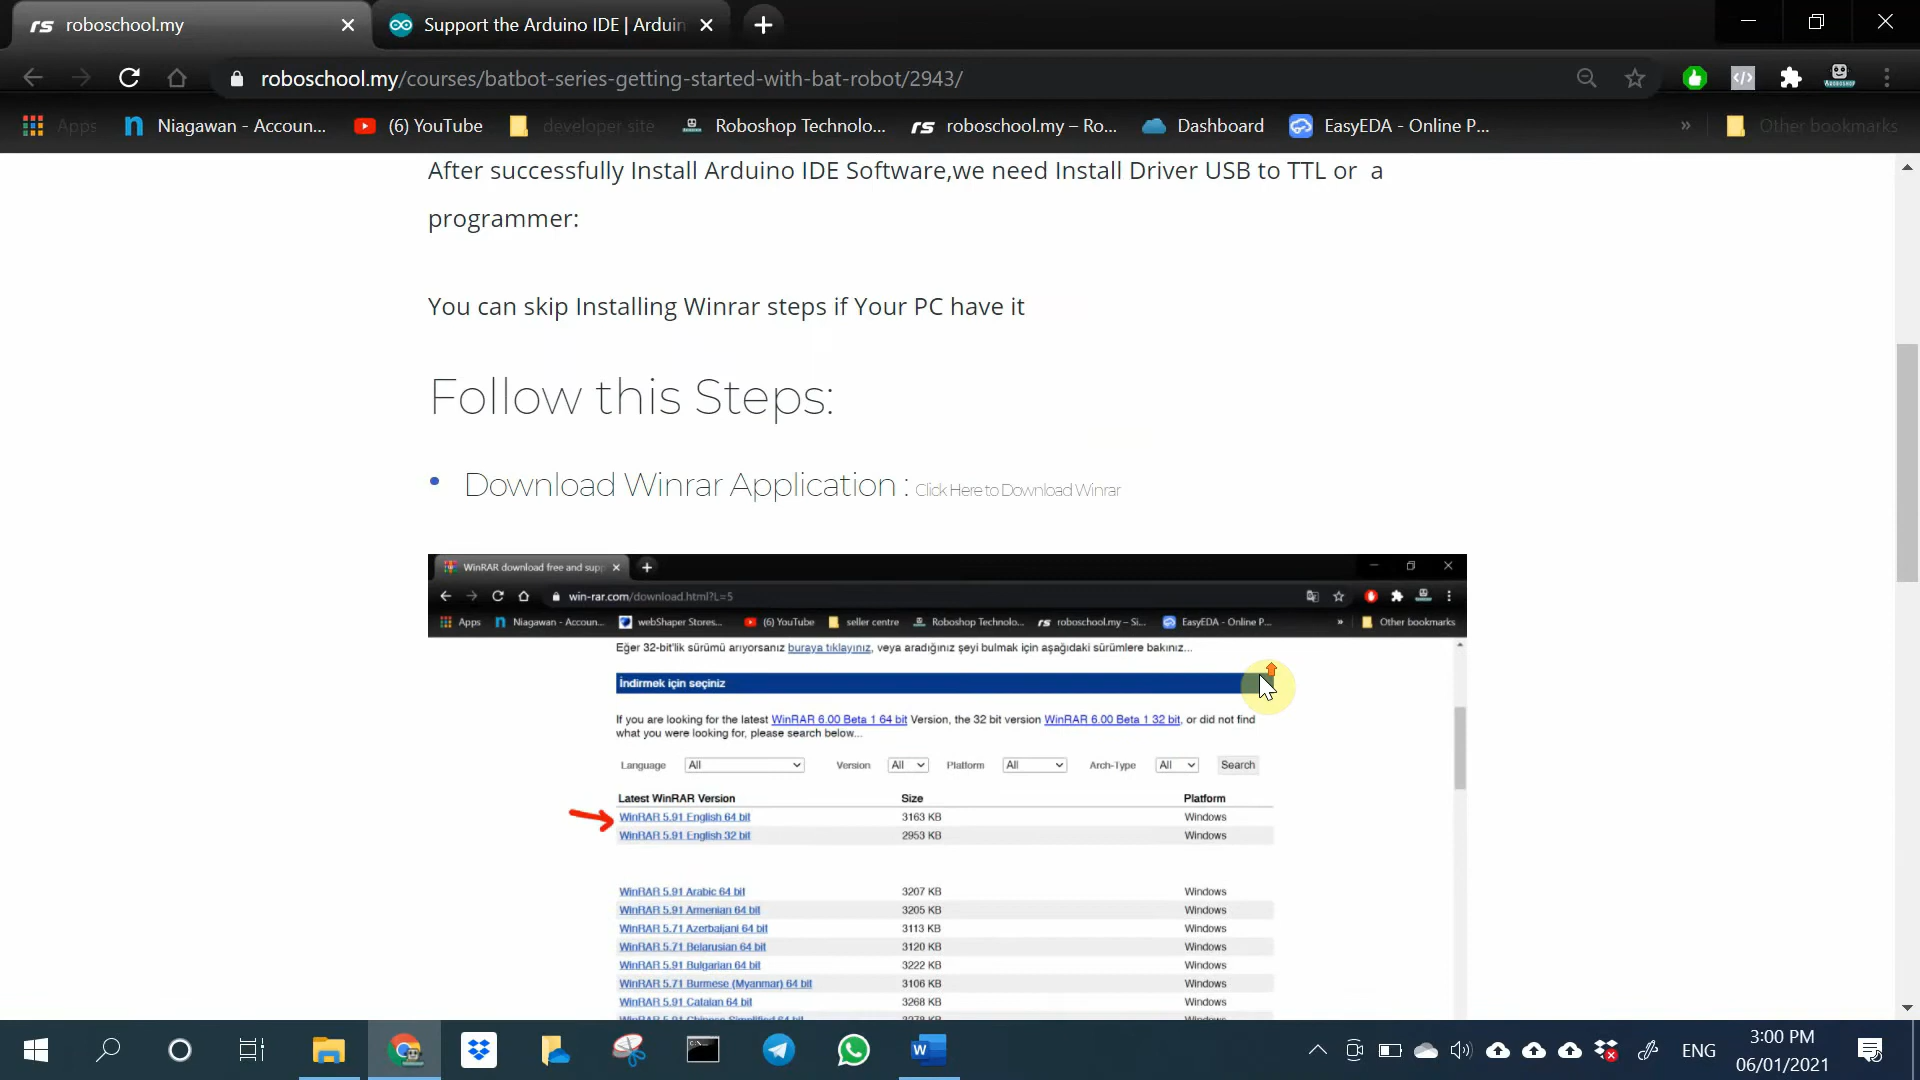 roboschool.my
Support the Arduino IDE | Arduin
roboschool.my/courses/batbot-series-getting-started-with-bat-robot/2943/
Apps
Niagawan - Accoun...
(6) YouTube
developer site
Roboshop Technolo...
roboschool.my – Ro...
Dashboard
EasyEDA - Online P...
»
Other bookmarks
After successfully Install Arduino IDE Software,we need Install Driver USB to TTL or a
programmer:
You can skip Installing Winrar steps if Your PC have it
Follow this Steps:
• Download Winrar Application : Click Here to Download Winrar
WinRAR download free and supp
win-rar.com/download.html?L=5
Apps
Niagawan - Accoun...
webShaper Stores...
(6) YouTube
seller centre
Roboshop Technolo...
roboschool.my – Si...
EasyEDA - Online P...
»
Other bookmarks
Eğer 32-bit'lik sürümü arıyorsanız buraya tıklayınız, veya aradığınız şeyi bulmak için aşağıdaki sürümlere bakınız...
İndirmek için seçiniz
If you are looking for the latest WinRAR 6.00 Beta 1 64 bit Version, the 32 bit version WinRAR 6.00 Beta 1 32 bit, or did not find
what you were looking for, please search below...
Language All Version All Platform All Arch-Type All Search
Latest WinRAR Version Size Platform
WinRAR 5.91 English 64 bit 3163 KB Windows
WinRAR 5.91 English 32 bit 2953 KB Windows
WinRAR 5.91 Arabic 64 bit 3207 KB Windows
WinRAR 5.91 Armenian 64 bit 3205 KB Windows
WinRAR 5.71 Azerbaijani 64 bit 3113 KB Windows
WinRAR 5.71 Belarusian 64 bit 3120 KB Windows
WinRAR 5.91 Bulgarian 64 bit 3222 KB Windows
WinRAR 5.71 Burmese (Myanmar) 64 bit 3106 KB Windows
WinRAR 5.91 Catalan 64 bit 3268 KB Windows
WinRAR 5.91 Chinese Simplified 64 bit 3278 KB Windows
ENG
3:00 PM
06/01/2021